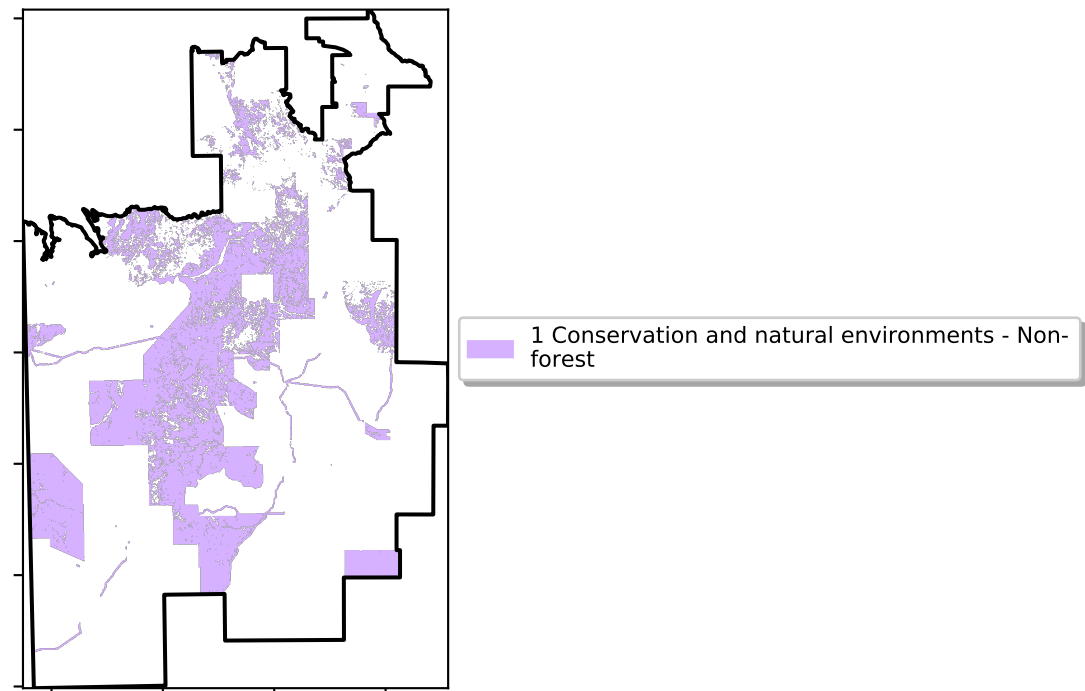 1 Conservation and natural environments - Non-
forest